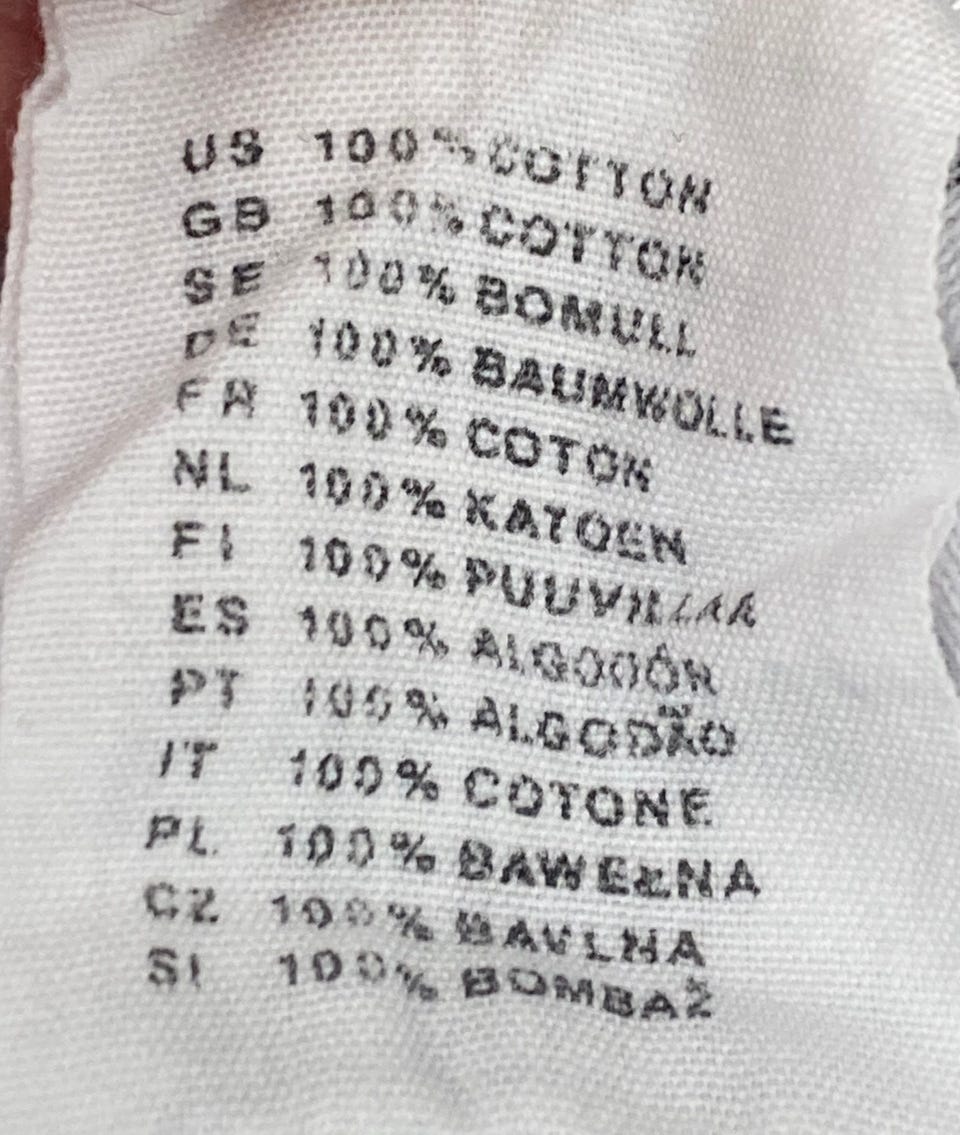 US 100% COTTON
GB 100% COTTON
SE 100% BOMULL
DE 100% BAUMWOLLE
FR 100% COTON
NL 100% KATOEN
FI 100% PUUVILLAA
ES 100% ALGODÓN
PT 100% ALGODÃO
IT 100% COTONE
PL 100% BAWEŁNA
CZ 100% BAVLNA
SI 100% BOMBAŽ